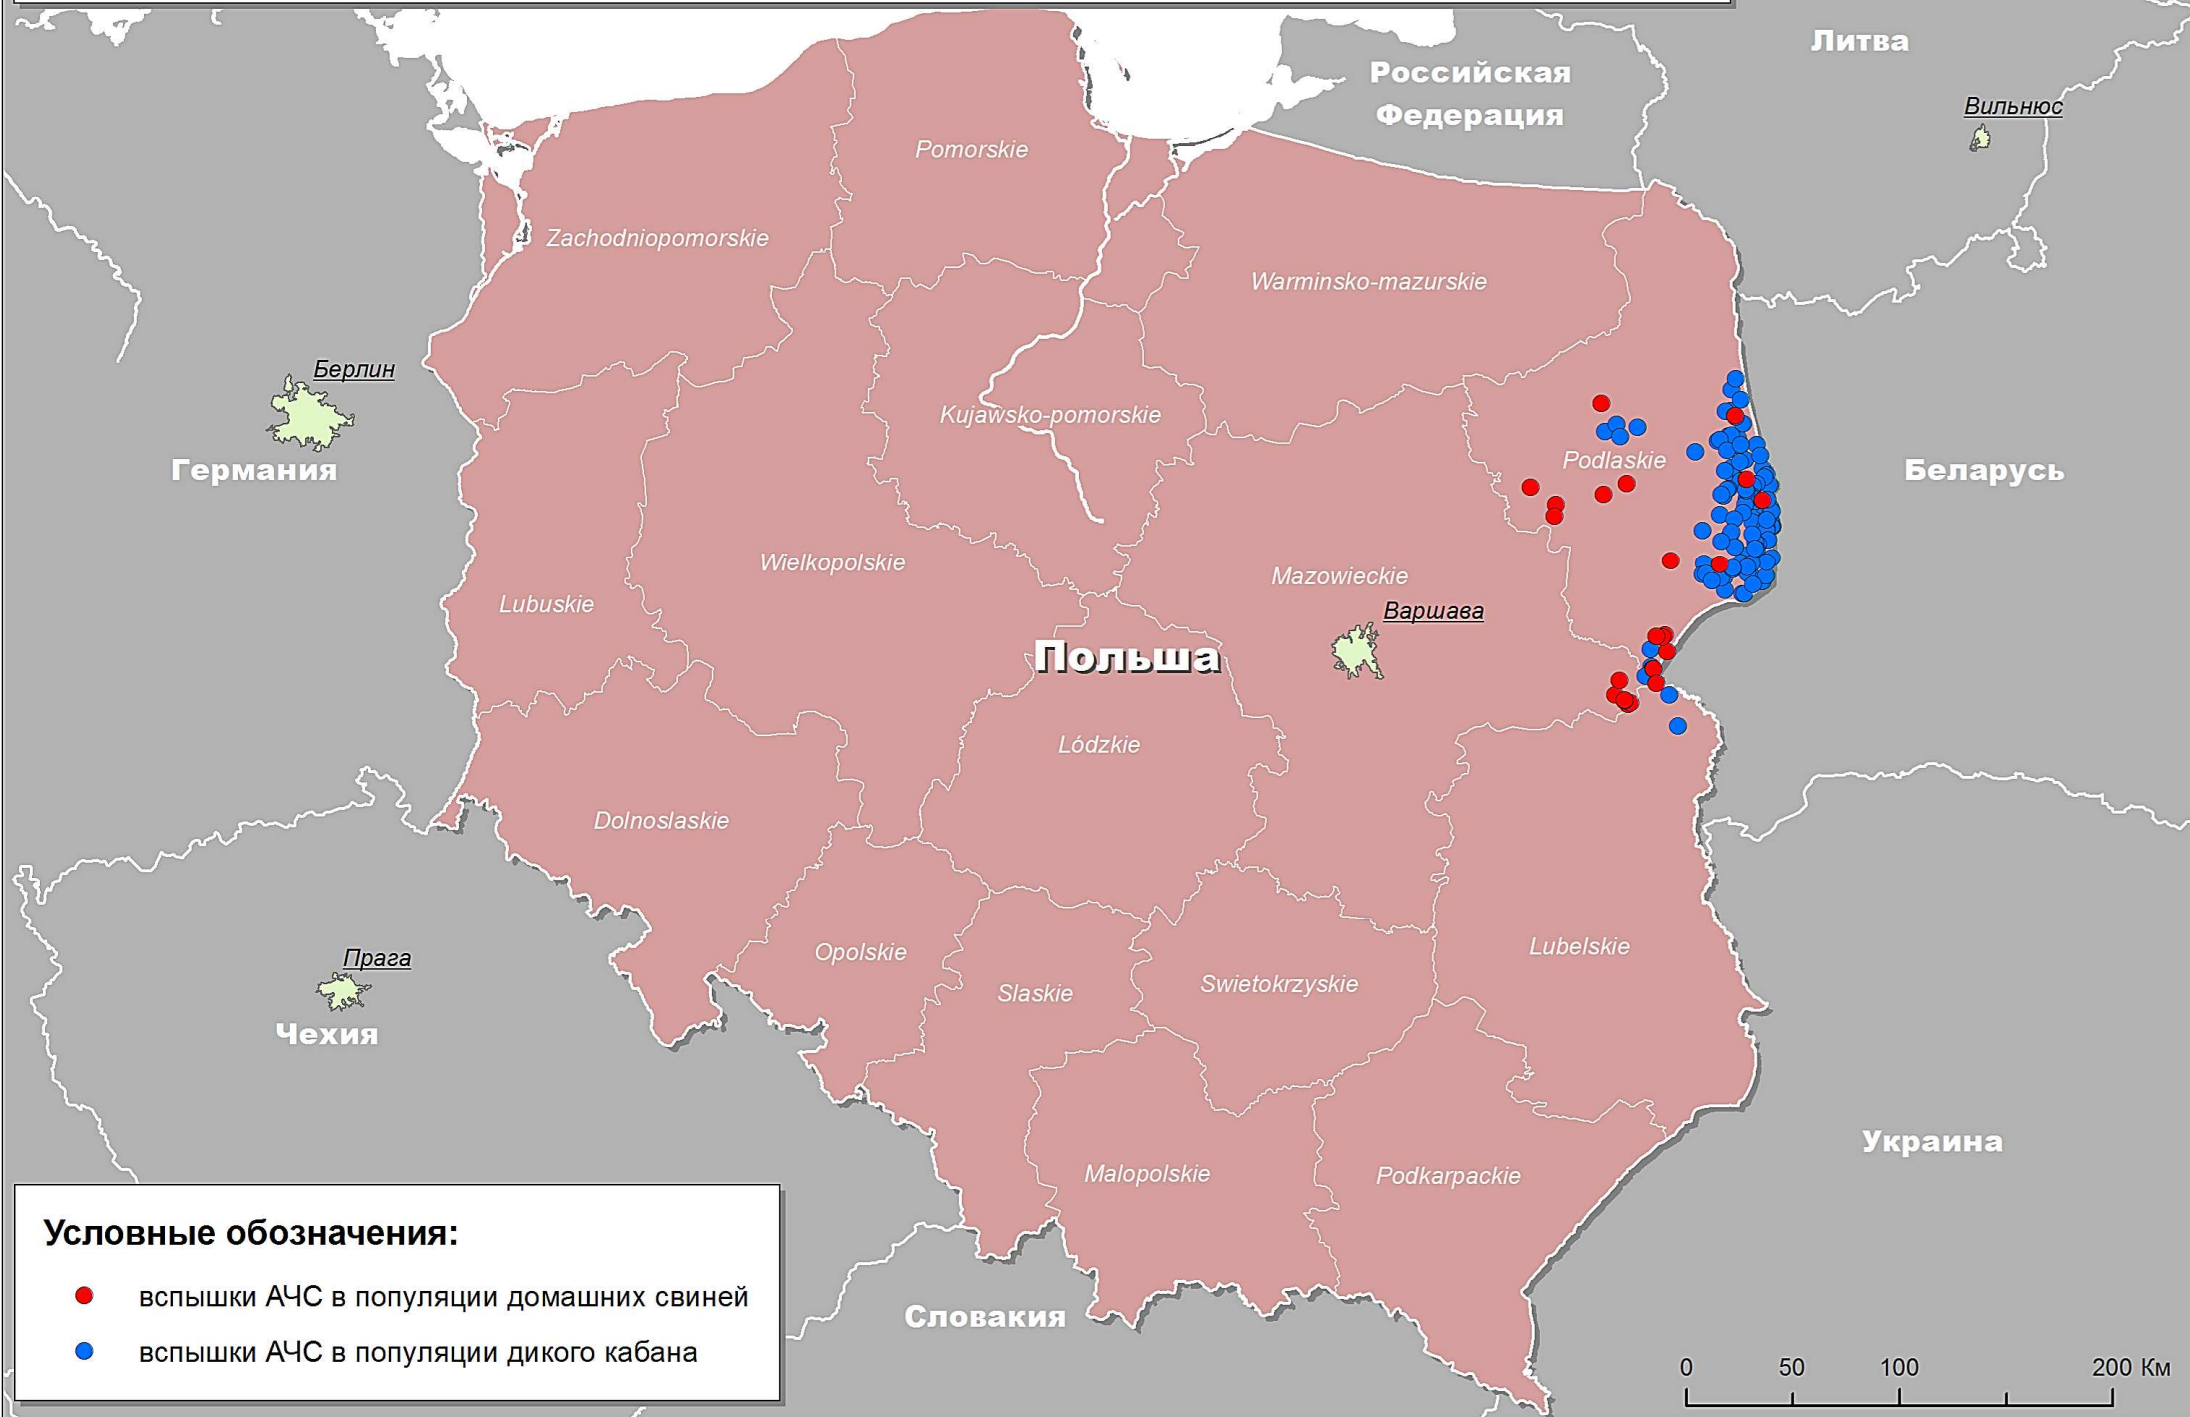 Литва
Российская
Федерация
Вильнюс
Pomorskie
Zachodniopomorskie
Warminsko-mazurskie
Берлин
Kujawsko-pomorskie
Podlaskie
Германия
Беларусь
Wielkopolskie
Mazowieckie
Lubuskie
Варшава
Польша
Lódzkie
Dolnoslaskie
Opolskie
Lubelskie
Прага
Slaskie
Swietokrzyskie
Чехия
Украина
Malopolskie
Podkarpackie
Условные обозначения:
вспышки АЧС в популяции домашних свиней
Словакия
вспышки АЧС в популяции дикого кабана
0 50 100 200 Км